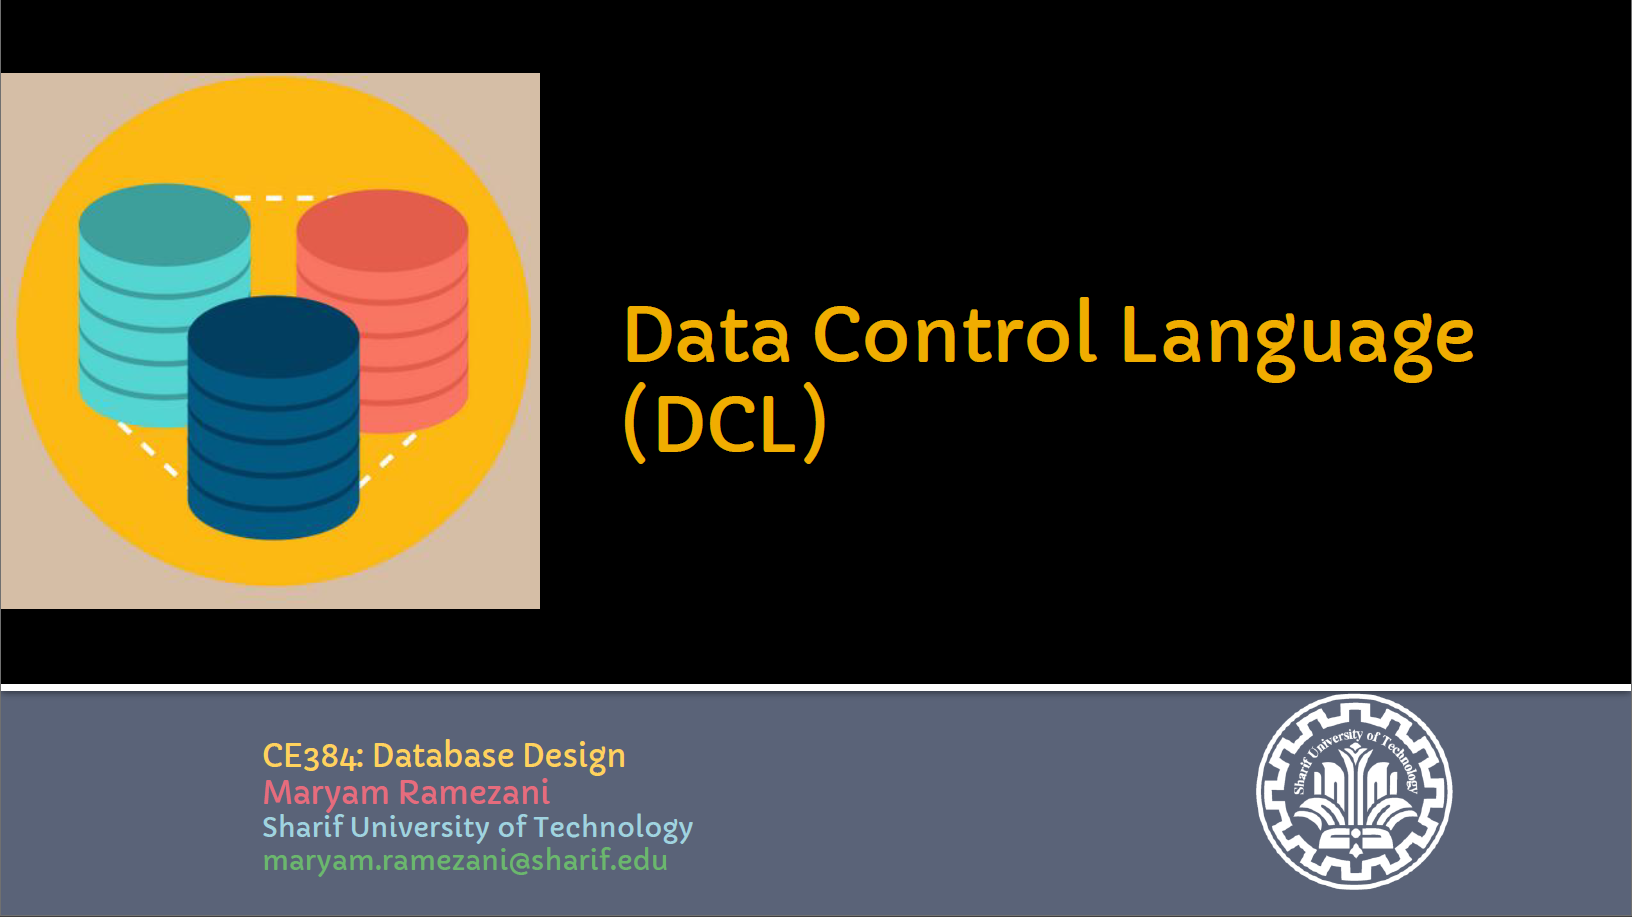 Data Control Language
(DCL)
CE384: Database Design
Maryam Ramezani
Sharif University of Technology
maryam.ramezani@sharif.edu
Sharif University of Technology